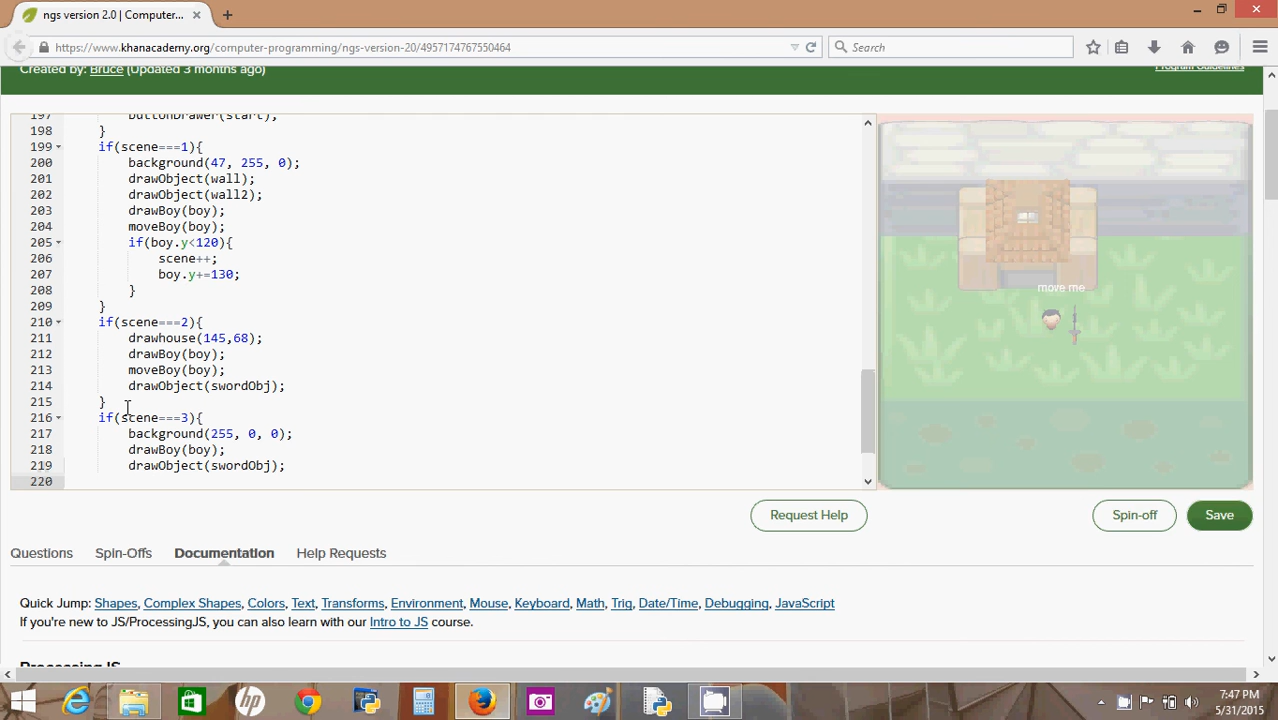 ngs version 2.0 | Computer...
https://www.khanacademy.org/computer-programming/ngs-version-20/4957174767550464
Search
Created by: Bruce (Updated 3 months ago)
Program Guidelines
197 buttonDrawer(start);
198 }
199 if(scene===1){
200 background(47, 255, 0);
201 drawObject(wall);
202 drawObject(wall2);
203 drawBoy(boy);
204 moveBoy(boy);
205 if(boy.y<120){
206 scene++;
207 boy.y+=130;
208 }
209 }
210 if(scene===2){
211 drawhouse(145,68);
212 drawBoy(boy);
213 moveBoy(boy);
214 drawObject(swordObj);
215 }
216 if(scene===3){
217 background(255, 0, 0);
218 drawBoy(boy);
219 drawObject(swordObj);
220
move me
Request Help
Spin-off
Save
Questions Spin-Offs Documentation Help Requests
Quick Jump: Shapes, Complex Shapes, Colors, Text, Transforms, Environment, Mouse, Keyboard, Math, Trig, Date/Time, Debugging, JavaScript
If you're new to JS/ProcessingJS, you can also learn with our Intro to JS course.
ProcessingJS
7:47 PM
5/31/2015